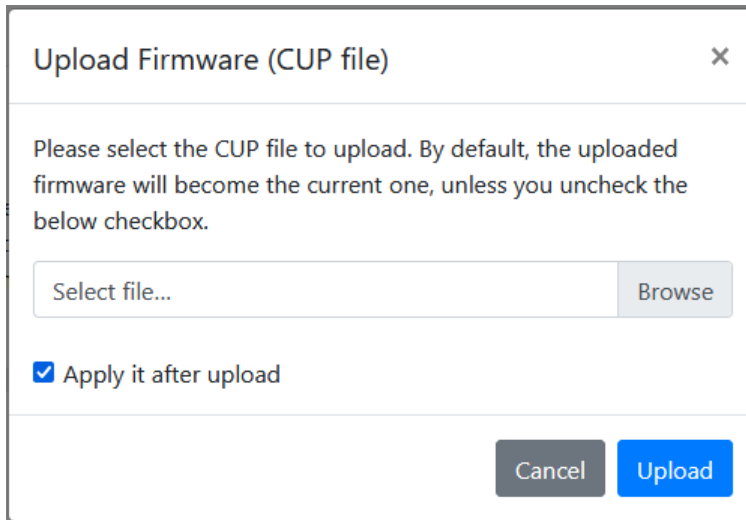 Upload Firmware (CUP file) ×
Please select the CUP file to upload. By default, the uploaded
firmware will become the current one, unless you uncheck the
below checkbox.
Select file... Browse
Apply it after upload
Cancel Upload